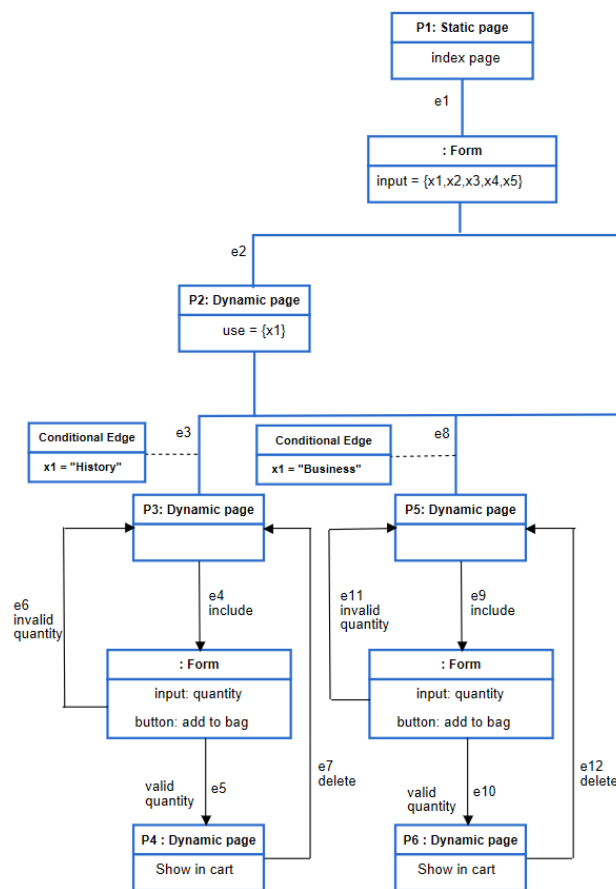 P1: Static page
index page
e1
: Form
input = {x1,x2,x3,x4,x5}
e2
P2: Dynamic page
use = {x1}
Conditional Edge
x1 = "History"
e3
Conditional Edge
x1 = "Business"
e8
P3: Dynamic page
P5: Dynamic page
e6
invalid
quantity
e4
include
e11
invalid
quantity
e9
include
: Form
input: quantity
button: add to bag
: Form
input: quantity
button: add to bag
valid
quantity
e5
e7
delete
valid
quantity
e10
e12
delete
P4 : Dynamic page
Show in cart
P6 : Dynamic page
Show in cart